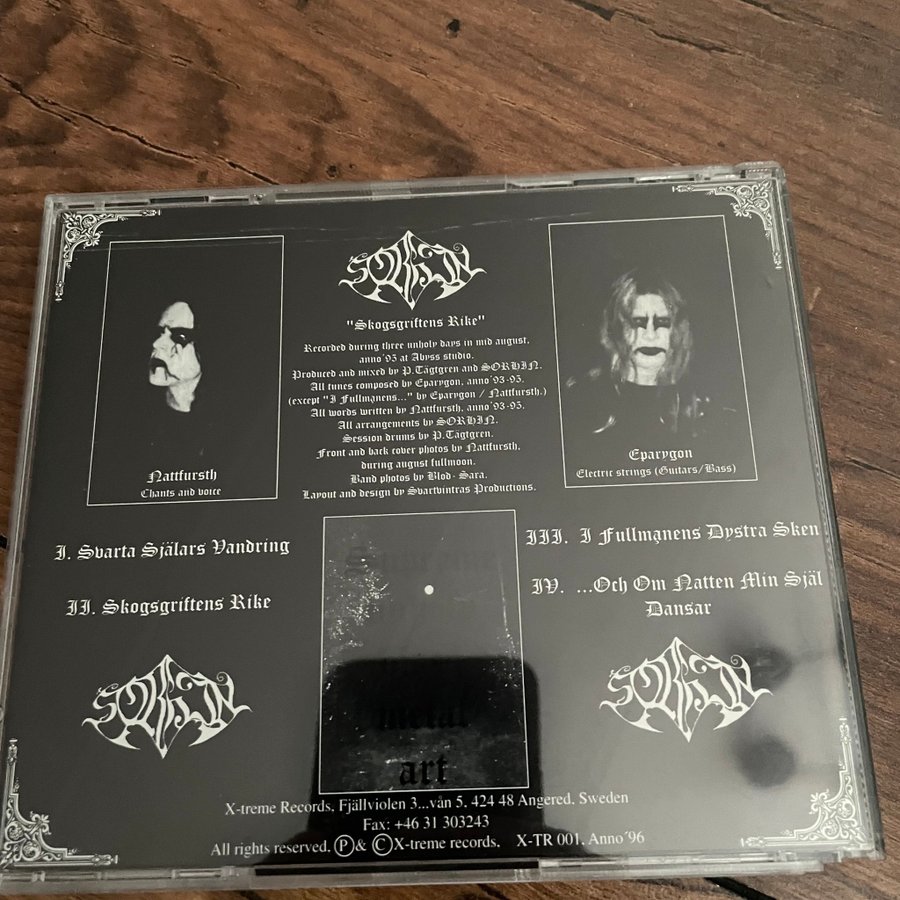 SORHIN
"Skogsgriftens Rike"
Recorded during three unholy days in mid august,
anno'95 at Abyss studio.
Produced and mixed by P.Tägtgren and SORHIN.
All tunes composed by Eparygon, anno'93-95.
(except "I Fullmånens..." by Eparygon / Nattfursth.)
All words written by Nattfursth, anno'93-95.
All arrangements by SORHIN.
Session drums by P.Tägtgren.
Front and back cover photos by Nattfursth,
during august fullmoon.
Band photos by Blod-Sara.
Layout and design by Svartvintras Productions.
Nattfursth
Chants and voice
Eparygon
Electric strings (Guitars/Bass)
I. Svarta Själars Vandring
II. Skogsgriftens Rike
III. I Fullmånens Dystra Sken
IV. ...Och Om Natten Min Själ
Dansar
SORHIN
SORHIN
metal
art
X-treme Records. Fjällviolen 3...vån 5. 424 48 Angered. Sweden
Fax: +46 31 303243
All rights reserved. Ⓟ& ©X-treme records. X-TR 001. Anno´96